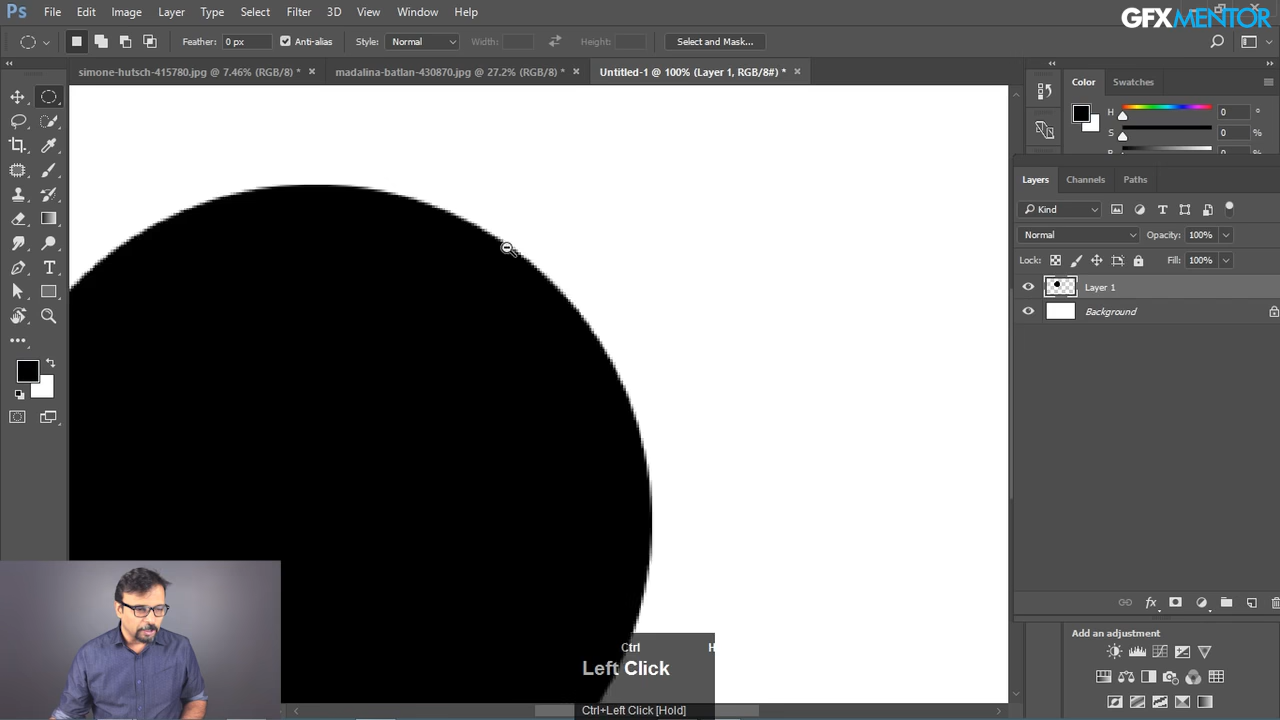 Ps File Edit Image Layer Type Select Filter 3D View Window Help
GFXMENTOR
Feather: 0 px Anti-alias Style: Normal Width: Height: Select and Mask...
simone-hutsch-415780.jpg @ 7.46% (RGB/8) * × madalina-batlan-430870.jpg @ 27.2% (RGB/8) * × Untitled-1 @ 100% (Layer 1, RGB/8#) * ×
Color Swatches
H 0 °
S 0 %
Layers Channels Paths
Kind
Normal Opacity: 100%
Lock: Fill: 100%
Layer 1
Background
fx
Add an adjustment
Ctrl H
Left Click
Ctrl+Left Click [Hold]